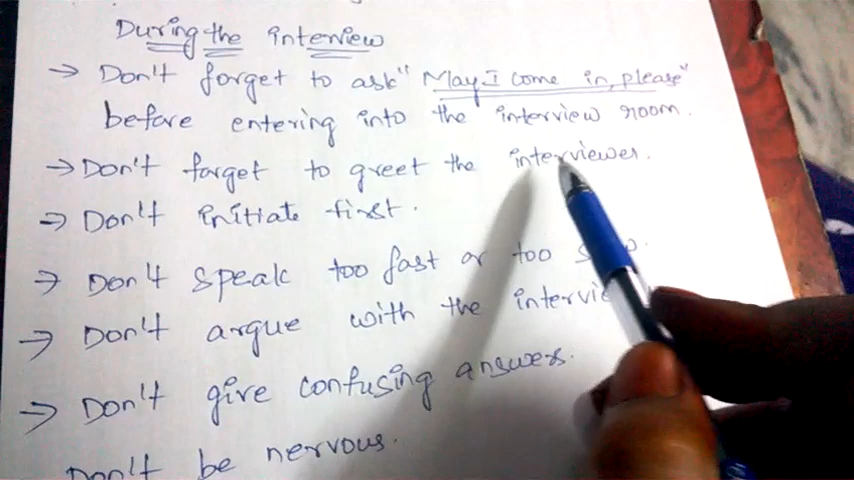 During the interview
→ Don't forget to ask "May I come in, please"
before entering into the interview room.
→ Don't forget to greet the interviewer.
→ Don't initiate first.
→ Don't speak too fast or too
→ Don't argue with the
→ Don't give confusing answers.
Don't be nervous.